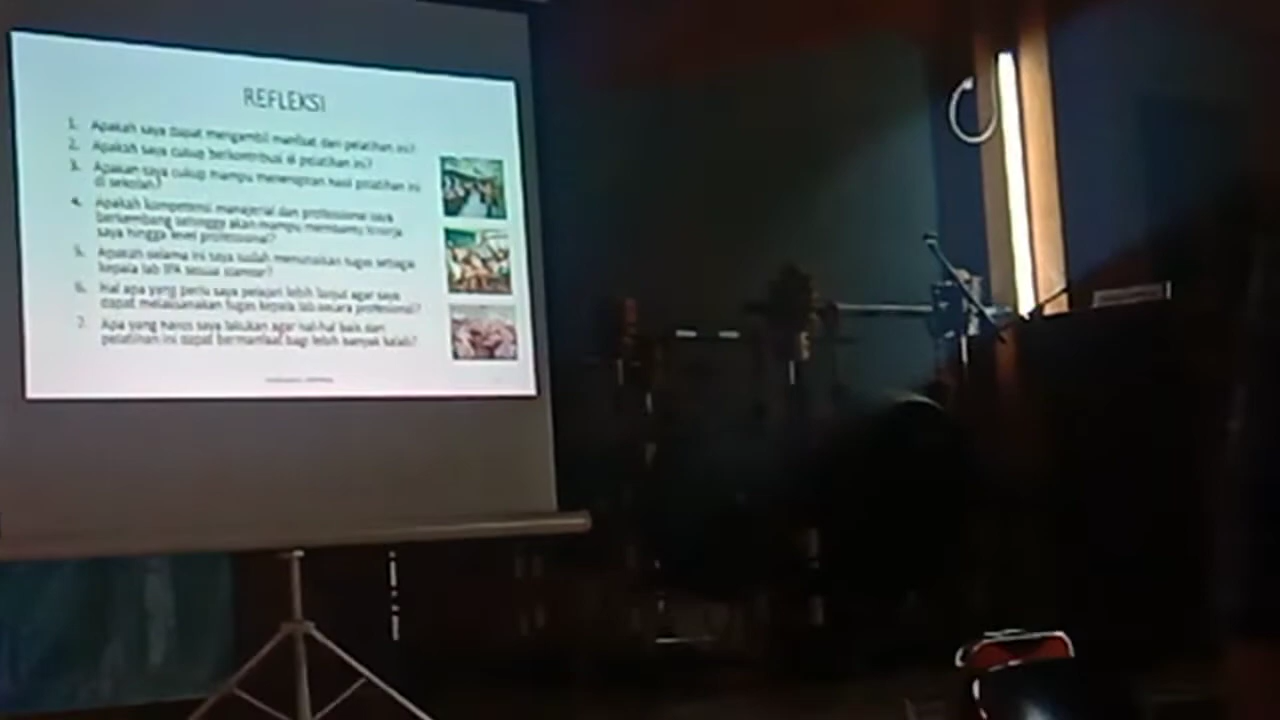 REFLEKSI
1. Apakah saya dapat mengambil manfaat dari pelatihan ini?
2. Apakah saya cukup berkontribusi di pelatihan ini?
3. Apakah saya cukup mampu menerapkan hasil pelatihan ini
di sekolah?
4. Apakah kompetensi manajerial dan professional saya
berkembang sehingga akan mampu membantu kinerja
saya hingga level professional?
5. Apakah selama ini saya sudah menunaikan tugas sebagai
kepala lab IPA sesuai standar?
6. Hal apa yang perlu saya pelajari lebih lanjut agar saya
dapat melaksanakan tugas kepala lab secara profesional?
7. Apa yang harus saya lakukan agar hal-hal baik dari
pelatihan ini dapat bermanfaat bagi lebih banyak